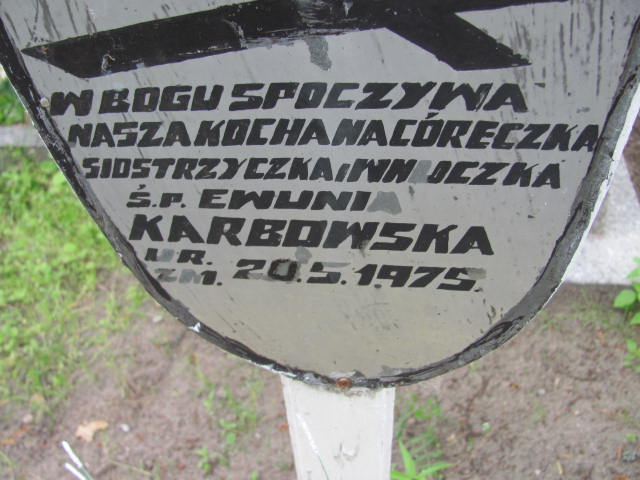 W BOGU SPOCZYWA
NASZA KOCHANA CÓRECZKA
SIOSTRZYCZKA I WNUCZKA
Ś.P. EWUNIA
KARBOWSKA
UR.
ZM. 20.5.1975.